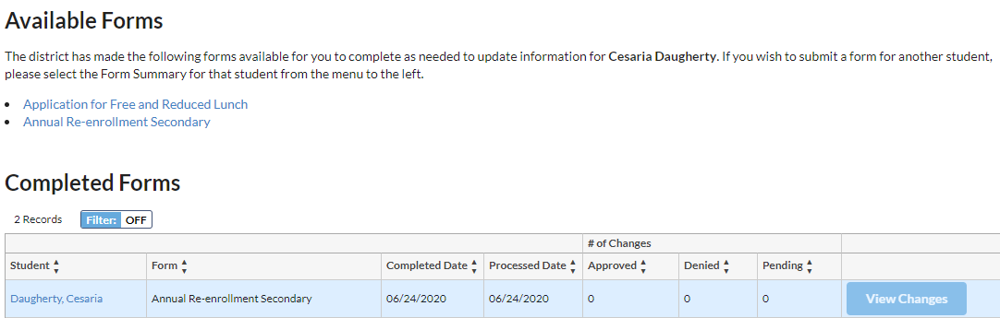 Available Forms
The district has made the following forms available for you to complete as needed to update information for Cesaria Daugherty. If you wish to submit a form for another student,
please select the Form Summary for that student from the menu to the left.
• Application for Free and Reduced Lunch
• Annual Re-enrollment Secondary
Completed Forms
2 Records Filter: OFF
# of Changes
Student Form Completed Date Processed Date Approved Denied Pending
Daugherty, Cesaria Annual Re-enrollment Secondary 06/24/2020 06/24/2020 0 0 0 View Changes